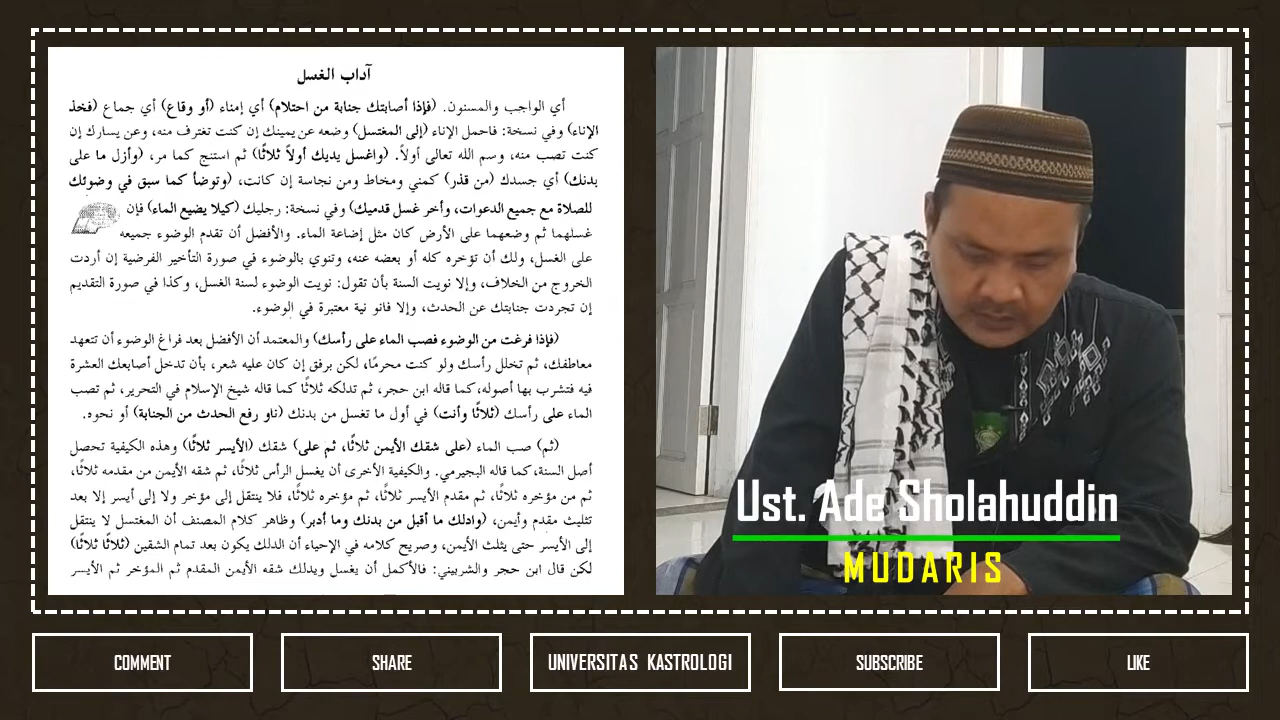 آداب الغسل
أي الواجب والمسنون. (فإذا أصابتك جنابة من احتلام) أي إمناء (أو وقاع) أي جماع (فخذ
الإناء) وفي نسخة: فاحمل الإناء (إلى المغتسل) وضعه عن يمينك إن كنت تغترف منه، وعن يسارك إن
كنت تصب منه، وسم الله تعالى أولاً. (واغسل يديك أولاً ثلاثًا) ثم استنج كما مر، (وأزل ما على
بدنك) أي جسدك (من قذر) كمني ومخاط ومن نجاسة إن كانت، (وتوضأ كما سبق في وضوئك
للصلاة مع جميع الدعوات، وأخر غسل قدميك) وفي نسخة: رجليك (كيلا يضيع الماء) فإن
غسلهما ثم وضعهما على الأرض كان مثل إضاعة الماء. والأفضل أن تقدم الوضوء جميعه
على الغسل، ولك أن تؤخره كله أو بعضه عنه، وتنوي بالوضوء في صورة التأخير الفرضية إن أردت
الخروج من الخلاف، وإلا نويت السنة بأن تقول: نويت الوضوء لسنة الغسل، وكذا في صورة التقديم
إن تجردت جنابتك عن الحدث، وإلا فانو نية معتبرة في الوضوء.
(فإذا فرغت من الوضوء فصب الماء على رأسك) والمعتمد أن الأفضل بعد فراغ الوضوء أن تتعهد
معاطفك، ثم تخلل رأسك ولو كنت محرمًا، لكن برفق إن كان عليه شعر، بأن تدخل أصابعك العشرة
فيه فتشرب بها أصوله، كما قاله ابن حجر، ثم تدلكه ثلاثًا كما قاله شيخ الإسلام في التحرير، ثم تصب
الماء على رأسك (ثلاثًا وأنت) في أول ما تغسل من بدنك (ناو رفع الحدث من الجنابة) أو نحوه.
(ثم) صب الماء (على شقك الأيمن ثلاثًا، ثم على) شقك (الأيسر ثلاثًا) وهذه الكيفية تحصل
أصل السنة، كما قاله البجيرمي. والكيفية الأخرى أن يغسل الرأس ثلاثًا، ثم شقه الأيمن من مقدمه ثلاثًا،
ثم من مؤخره ثلاثًا، ثم مقدم الأيسر ثلاثًا، ثم مؤخره ثلاثًا، فلا ينتقل إلى مؤخر ولا إلى أيسر إلا بعد
تثليث مقدم وأيمن، (وادلك ما أقبل من بدنك وما أدبر) وظاهر كلام المصنف أن المغتسل لا ينتقل
إلى الأيسر حتى يثلث الأيمن، وصريح كلامه في الإحياء أن الدلك يكون بعد تمام الشقين (ثلاثًا ثلاثًا)
لكن قال ابن حجر والشربيني: فالأكمل أن يغسل ويدلك شقه الأيمن المقدم ثم المؤخر ثم الأيسر
Ust. Ade Sholahuddin
MUDARIS
COMMENT
SHARE
UNIVERSITAS KASTROLOGI
SUBSCRIBE
LIKE